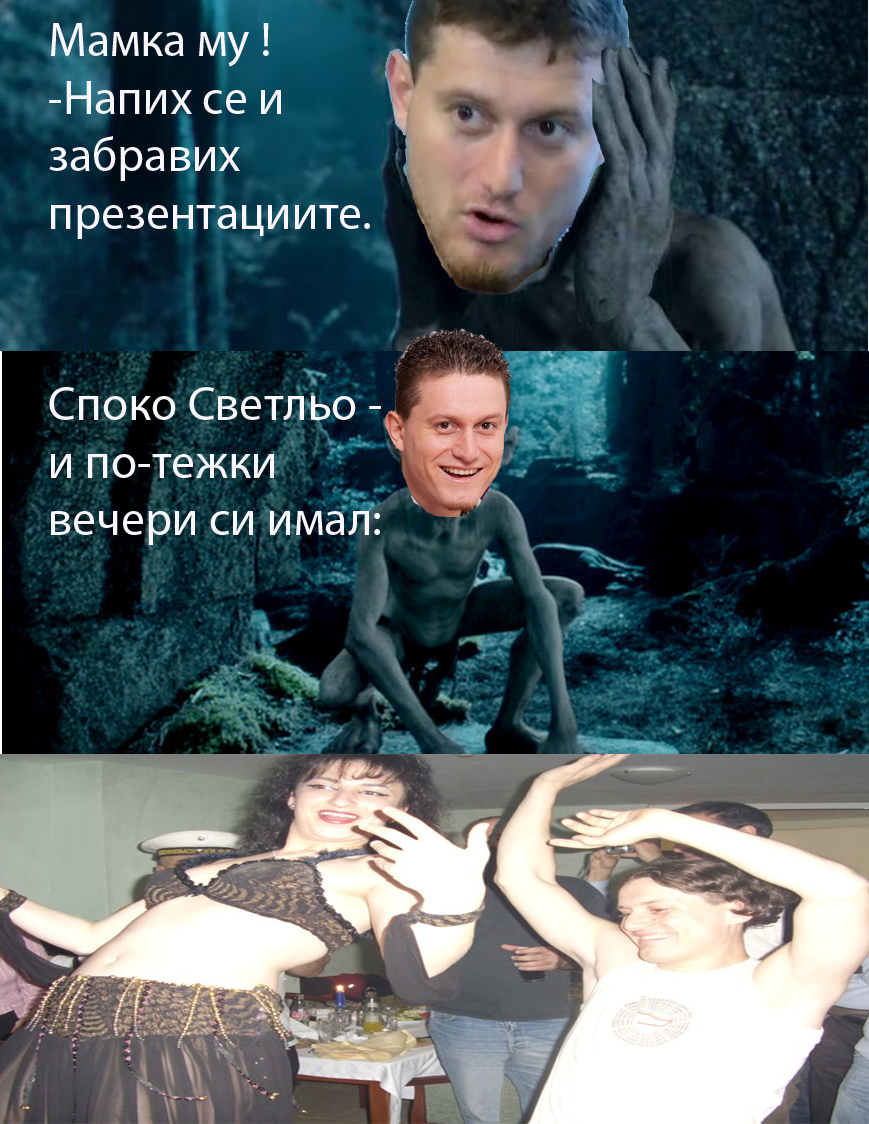 Мамка му !
-Напих се и
забравих
презентациите.
Споко Светльо -
и по-тежки
вечери си имал: